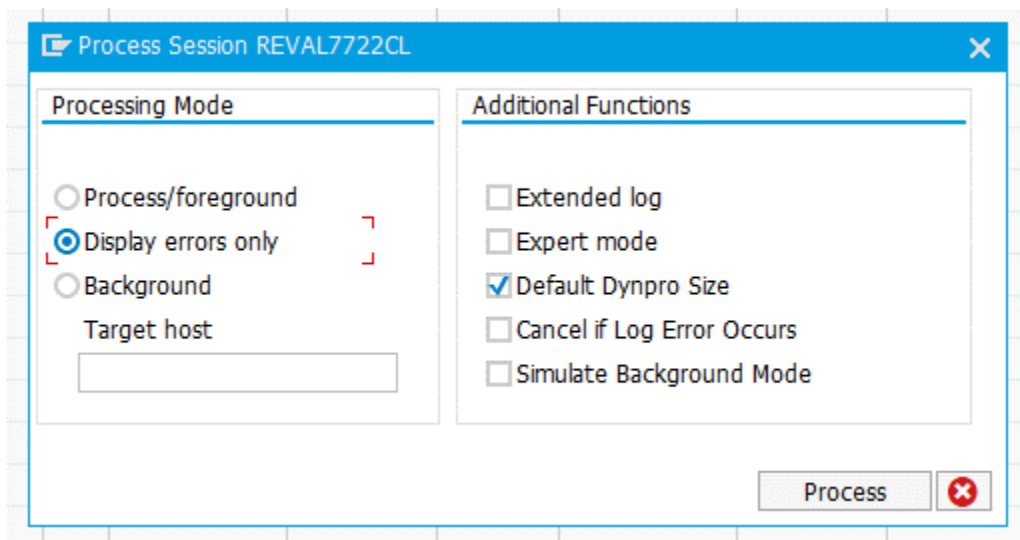 Process Session REVAL7722CL
Processing Mode
Process/foreground
Display errors only
Background
Target host
Additional Functions
Extended log
Expert mode
Default Dynpro Size
Cancel if Log Error Occurs
Simulate Background Mode
Process